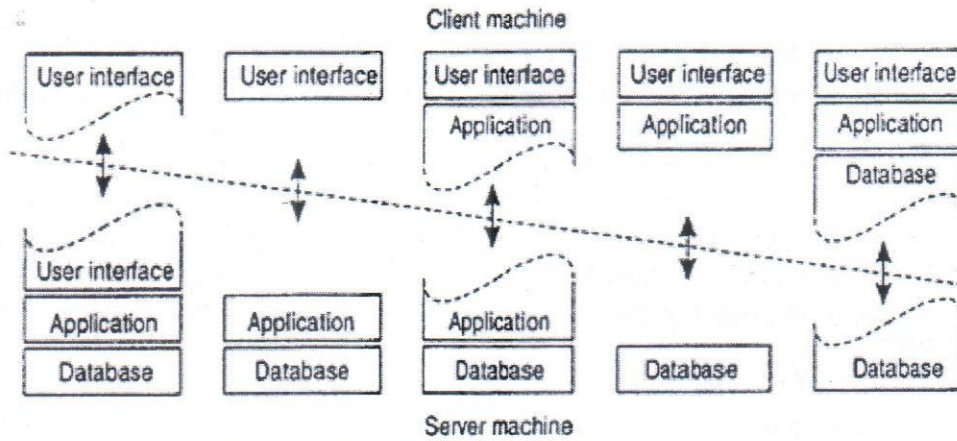 Client machine
User interface User interface User interface User interface User interface
Application Application Application
Database
User interface
Application Application Application Database Database
Database Database Database
Server machine